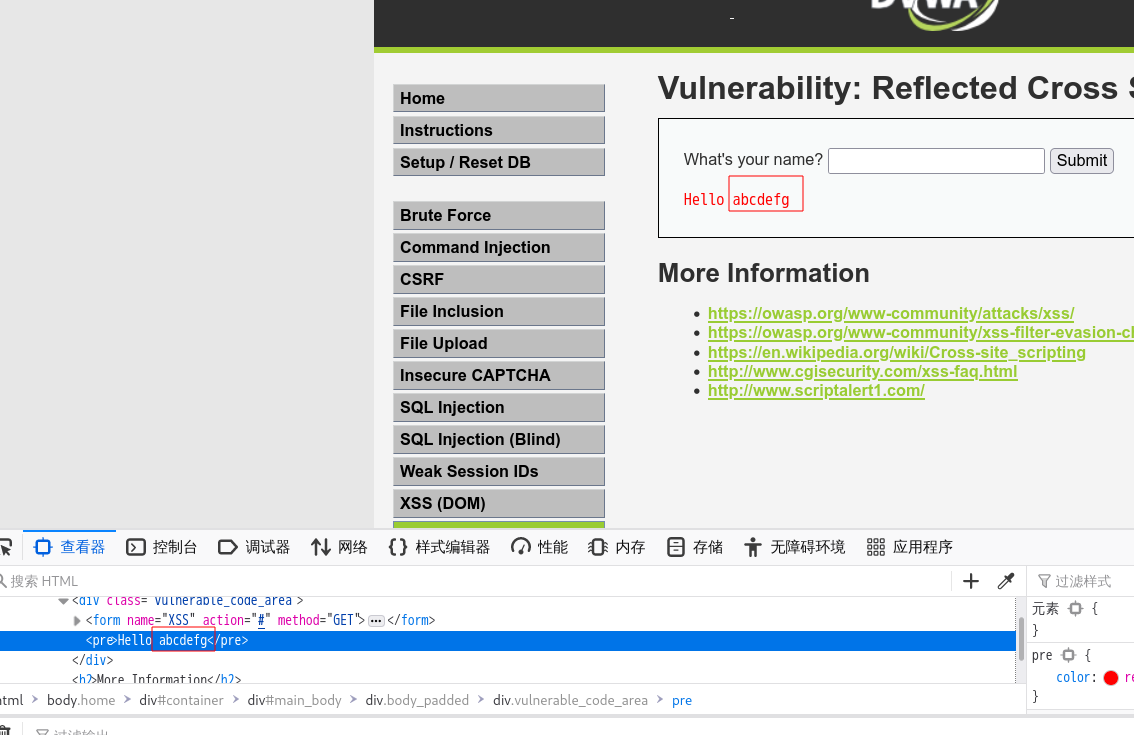 DVWA
Vulnerability: Reflected Cross S
Home
Instructions
Setup / Reset DB
Brute Force
Command Injection
CSRF
File Inclusion
File Upload
Insecure CAPTCHA
SQL Injection
SQL Injection (Blind)
Weak Session IDs
XSS (DOM)
What's your name? Submit
Hello abcdefg
More Information
https://owasp.org/www-community/attacks/xss/
https://owasp.org/www-community/xss-filter-evasion-cl
https://en.wikipedia.org/wiki/Cross-site_scripting
http://www.cgisecurity.com/xss-faq.html
http://www.scriptalert1.com/
查看器 控制台 调试器 网络 {} 样式编辑器 性能 内存 存储 无障碍环境 应用程序
搜索 HTML
<div class="vulnerable_code_area">
<form name="XSS" action="#" method="GET">…</form>
<pre>Hello abcdefg</pre>
</div>
<h2>More Information</h2>
html > body.home > div#container > div#main_body > div.body_padded > div.vulnerable_code_area > pre
过滤样式
元素 {
}
pre {
color: re
}
过滤输出